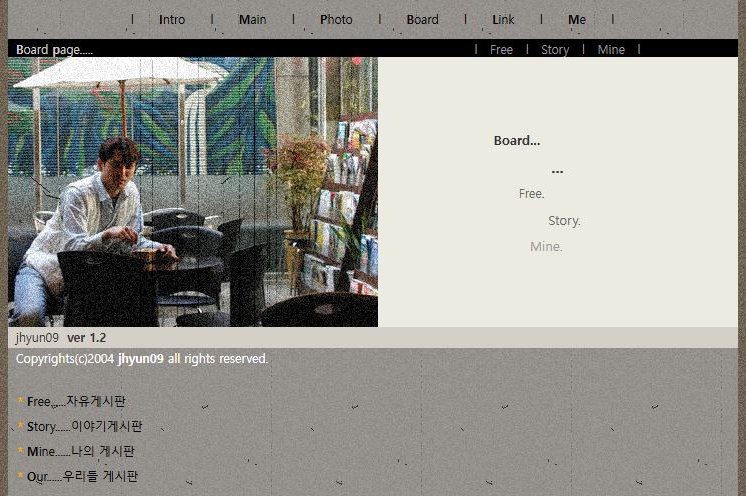 | Intro | Main | Photo | Board | Link | Me |
Board page.....
| Free | Story | Mine |
Board...
...
Free.
Story.
Mine.
jhyun09 ver 1.2
Copyrights(c)2004 jhyun09 all rights reserved.
* Free,,,,,....자유게시판
* Story......이야기게시판
* Mine......나의 게시판
* Our......우리들 게시판